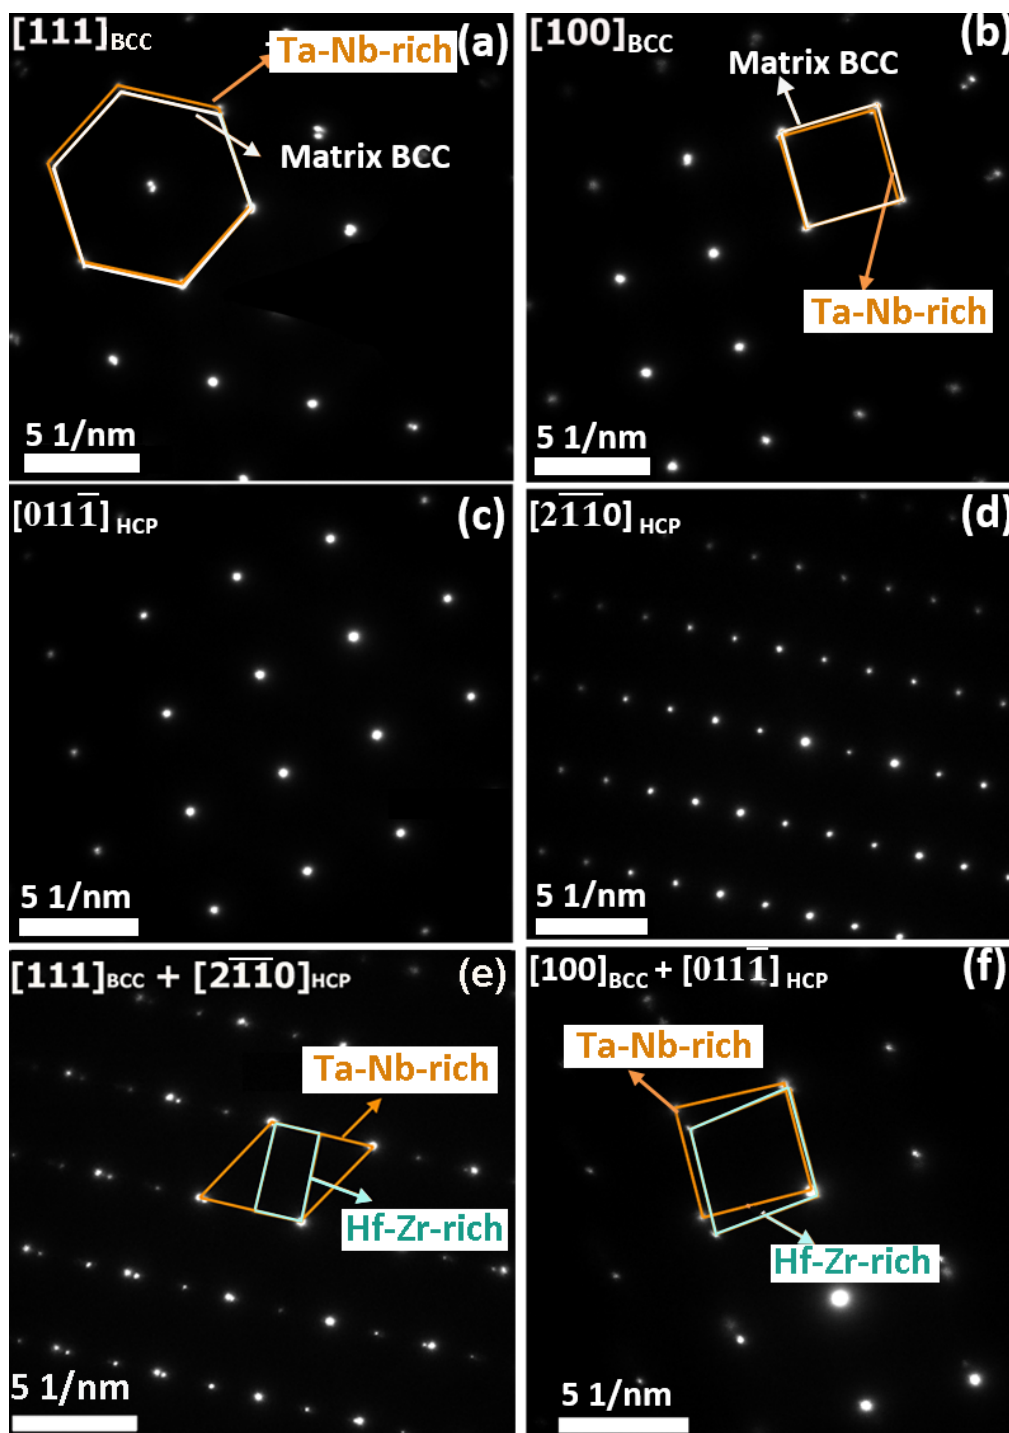 [111]BCC
(a)
Ta-Nb-rich
Matrix BCC
5 1/nm
[100]BCC
(b)
Matrix BCC
Ta-Nb-rich
5 1/nm
[0111̅] HCP
(c)
5 1/nm
[21̅1̅0] HCP
(d)
5 1/nm
[111]BCC + [21̅1̅0]HCP
(e)
Ta-Nb-rich
Hf-Zr-rich
5 1/nm
[100]BCC + [0111̅] HCP
(f)
Ta-Nb-rich
Hf-Zr-rich
5 1/nm